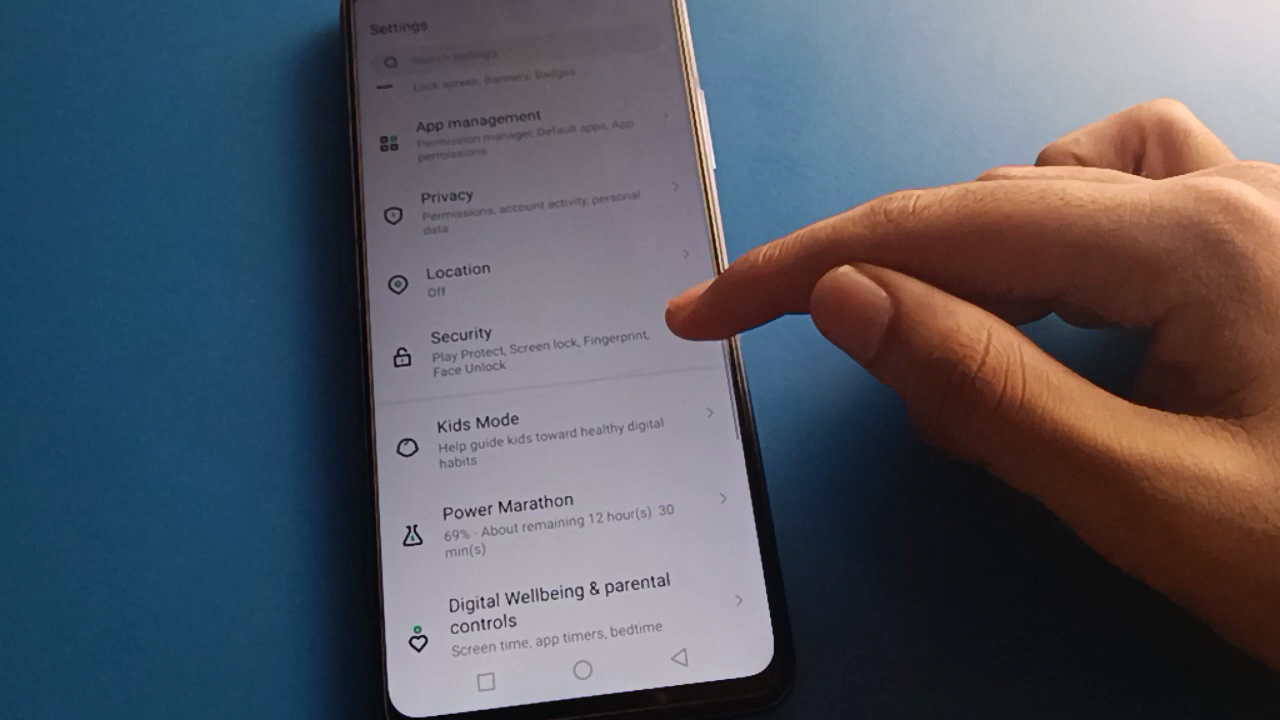 Settings
Search settings
Lock screen, Banners, Badges
App management
Permission manager, Default apps, App
permissions
Privacy
Permissions, account activity, personal
data
Location
Off
Security
Play Protect, Screen lock, Fingerprint,
Face Unlock
Kids Mode
Help guide kids toward healthy digital
habits
Power Marathon
69% - About remaining 12 hour(s) 30
min(s)
Digital Wellbeing & parental
controls
Screen time, app timers, bedtime